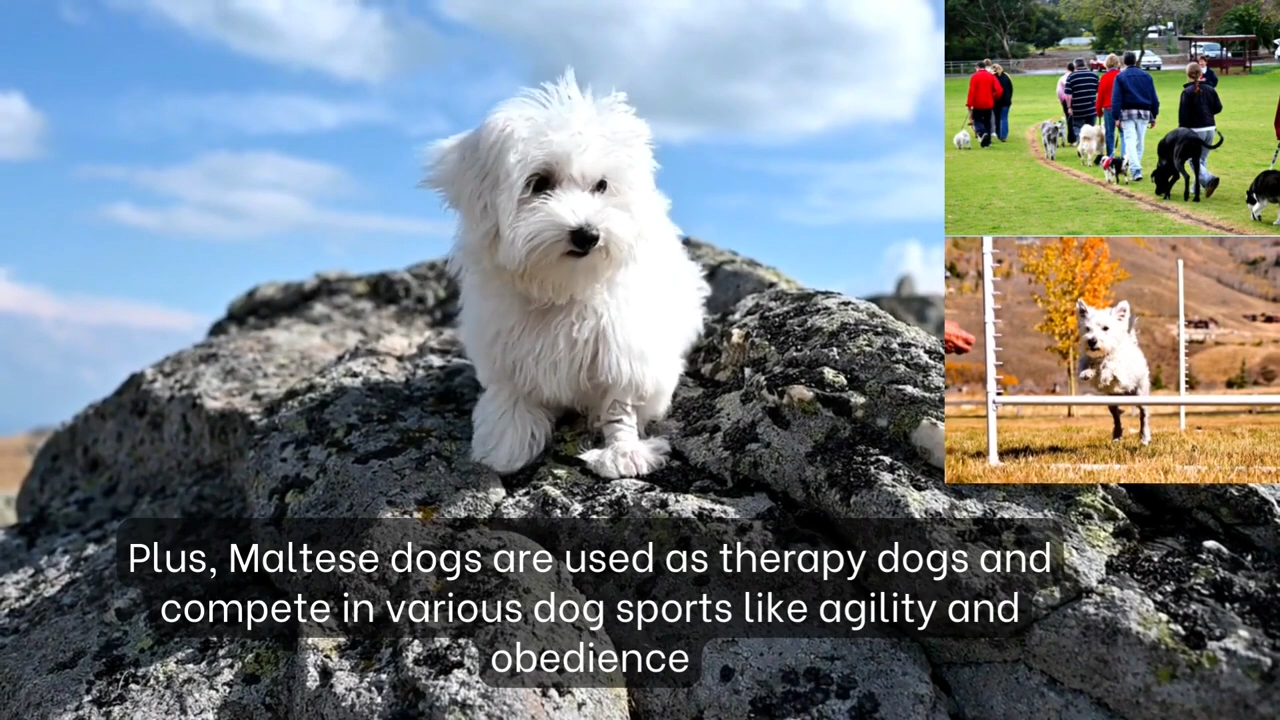 Plus, Maltese dogs are used as therapy dogs and
compete in various dog sports like agility and
obedience